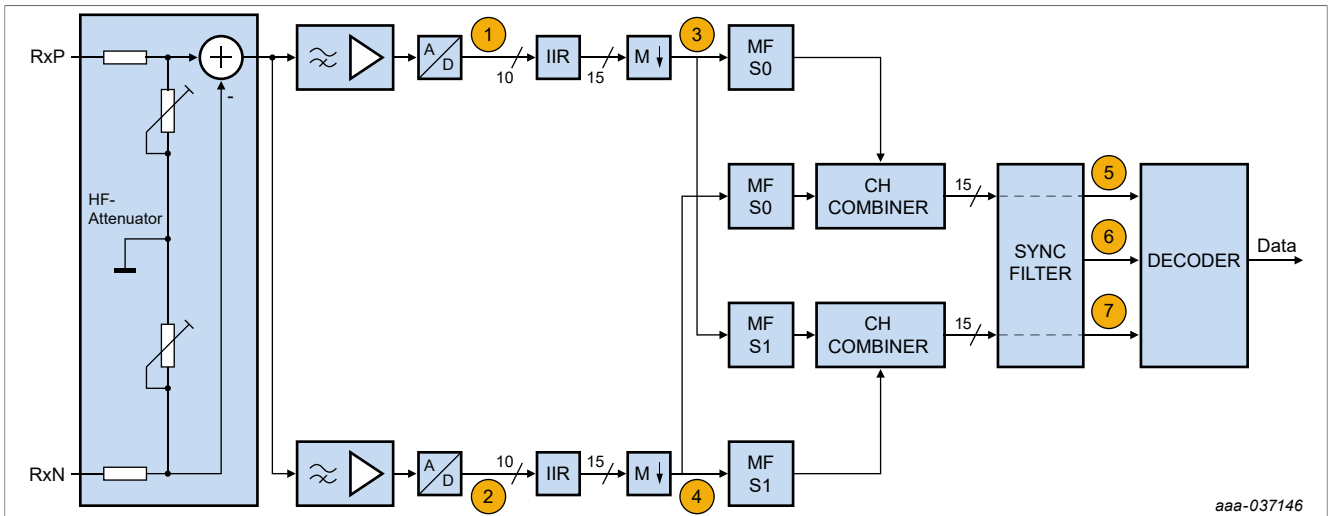 RxP
+
-
HF-
Attenuator
RxN
A
D
1
10
IIR
15
M ↓
3
MF
S0
MF
S0
CH
COMBINER
15
MF
S1
CH
COMBINER
15
SYNC
FILTER
5
6
7
DECODER
Data
A
D
10
2
IIR
15
M ↓
4
MF
S1
aaa-037146